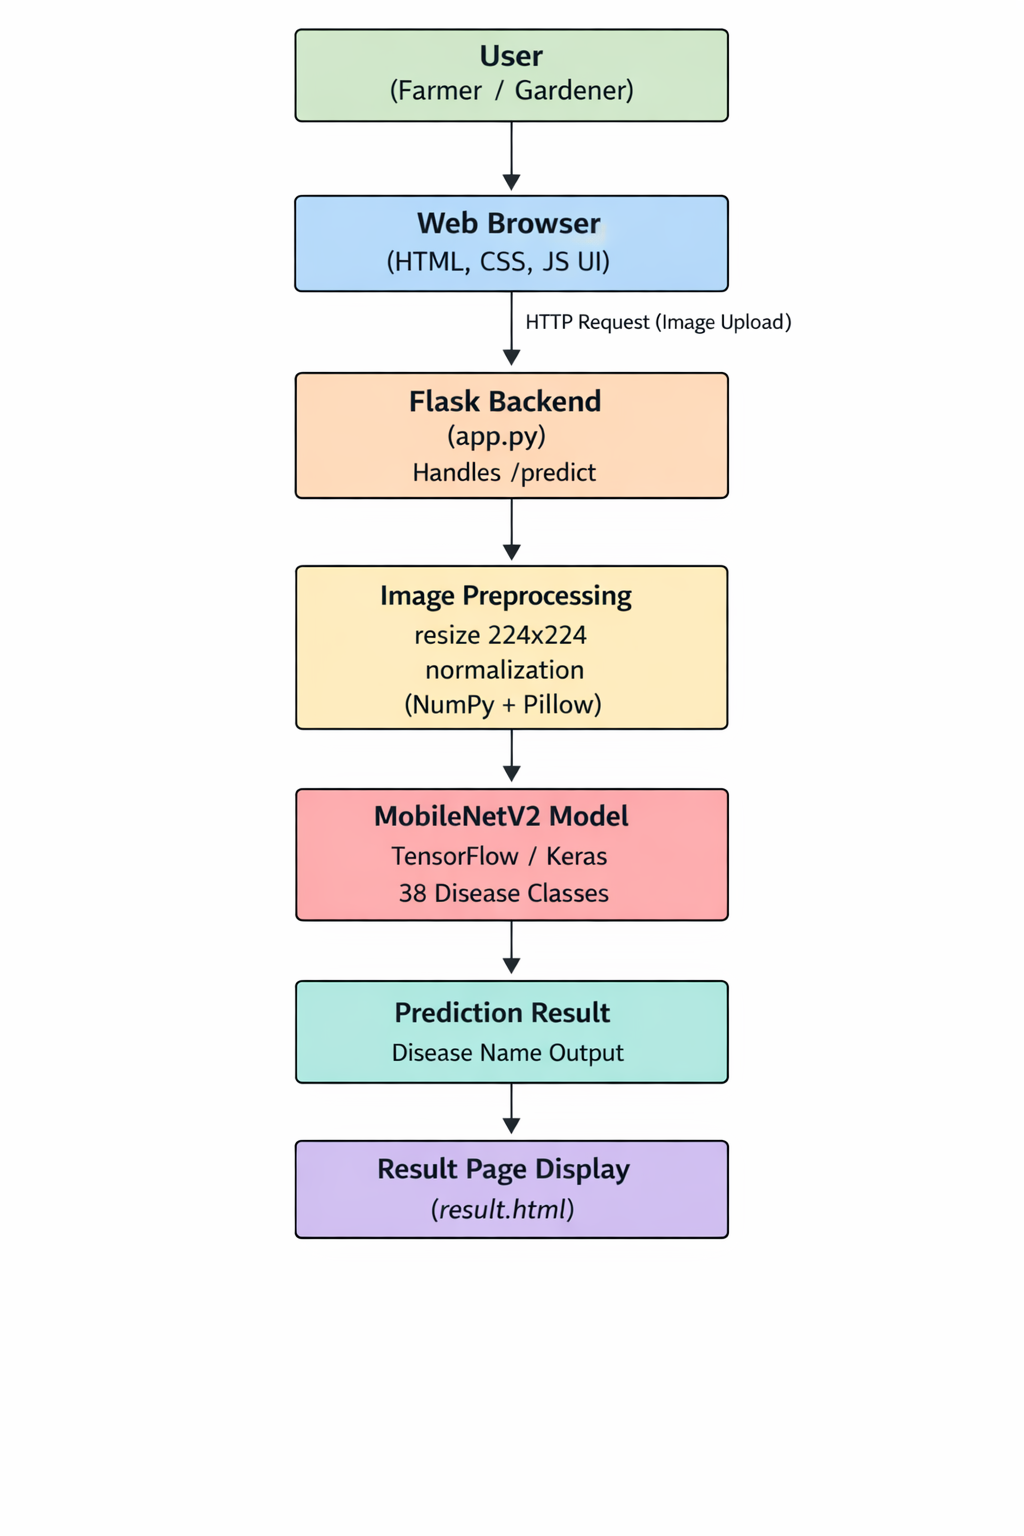 User
(Farmer / Gardener)
Web Browser
(HTML, CSS, JS UI)
HTTP Request (Image Upload)
Flask Backend
(app.py)
Handles /predict
Image Preprocessing
resize 224x224
normalization
(NumPy + Pillow)
MobileNetV2 Model
TensorFlow / Keras
38 Disease Classes
Prediction Result
Disease Name Output
Result Page Display
(result.html)